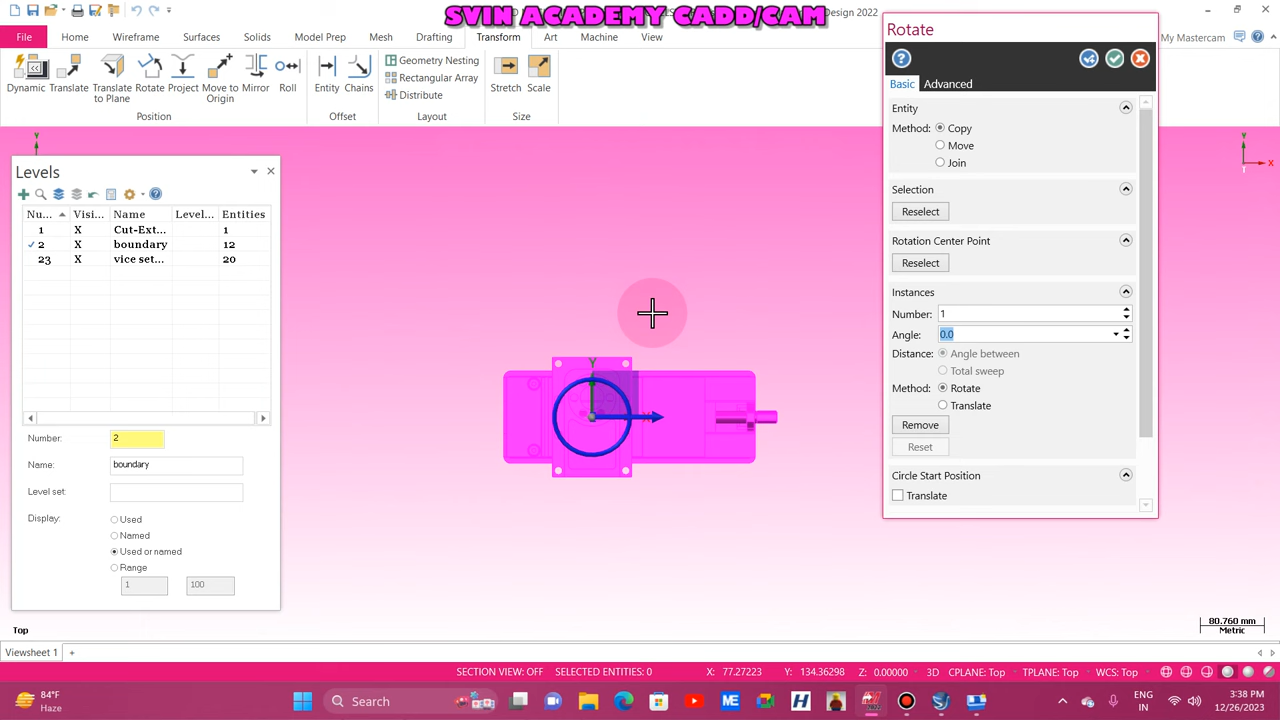 SVIN ACADEMY CADD/CAM
Design 2022
File
Home
Wireframe
Surfaces
Solids
Model Prep
Mesh
Drafting
Transform
Art
Machine
View
My Mastercam
Dynamic
Translate
Translate to Plane
Rotate
Project
Move to Origin
Mirror
Roll
Position
Entity
Chains
Offset
Geometry Nesting
Rectangular Array
Distribute
Layout
Stretch
Scale
Size
Levels
Nu... Visi... Name Level... Entities
1 X Cut-Ext... 1
2 X boundary 12
23 X vice set... 20
Number: 2
Name: boundary
Level set:
Display: Used
Named
Used or named
Range
1 100
Rotate
Basic Advanced
Entity
Method: Copy
Move
Join
Selection
Reselect
Rotation Center Point
Reselect
Instances
Number: 1
Angle: 0.0
Distance: Angle between
Total sweep
Method: Rotate
Translate
Remove
Reset
Circle Start Position
Translate
Y
X
Y
X
Y
Top
80.760 mm
Metric
Viewsheet 1 +
SECTION VIEW: OFF SELECTED ENTITIES: 0 X: 77.27223 Y: 134.36298 Z: 0.00000 3D CPLANE: Top TPLANE: Top WCS: Top
84°F
Haze
Search
ENG
IN
3:38 PM
12/26/2023